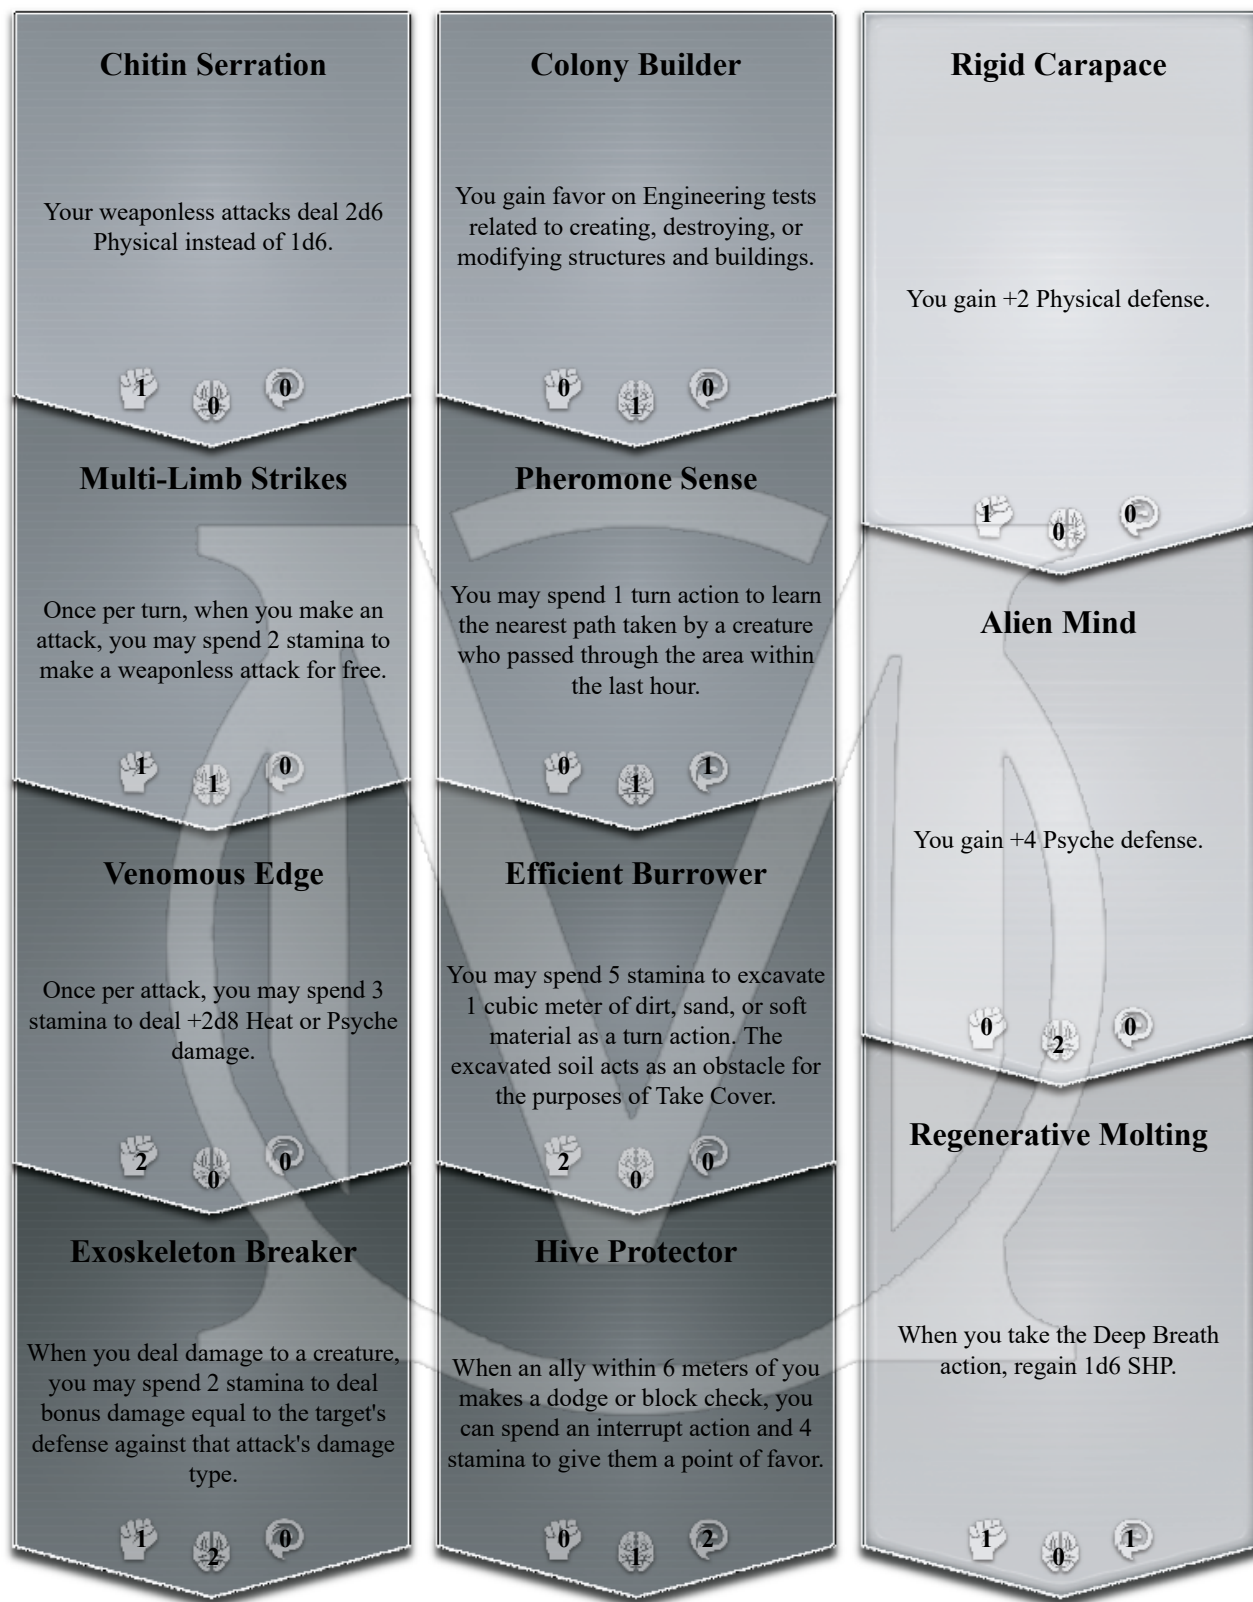 Chitin Serration
Your weaponless attacks deal 2d6
Physical instead of 1d6.
1
0
0
Multi-Limb Strikes
Once per turn, when you make an
attack, you may spend 2 stamina to
make a weaponless attack for free.
1
1
0
Venomous Edge
Once per attack, you may spend 3
stamina to deal +2d8 Heat or Psyche
damage.
2
0
0
Exoskeleton Breaker
When you deal damage to a creature,
you may spend 2 stamina to deal
bonus damage equal to the target's
defense against that attack's damage
type.
1
2
0
Colony Builder
You gain favor on Engineering tests
related to creating, destroying, or
modifying structures and buildings.
0
1
0
Pheromone Sense
You may spend 1 turn action to learn
the nearest path taken by a creature
who passed through the area within
the last hour.
0
1
1
Efficient Burrower
You may spend 5 stamina to excavate
1 cubic meter of dirt, sand, or soft
material as a turn action. The
excavated soil acts as an obstacle for
the purposes of Take Cover.
2
0
0
Hive Protector
When an ally within 6 meters of you
makes a dodge or block check, you
can spend an interrupt action and 4
stamina to give them a point of favor.
0
1
2
Rigid Carapace
You gain +2 Physical defense.
1
0
0
Alien Mind
You gain +4 Psyche defense.
0
2
0
Regenerative Molting
When you take the Deep Breath
action, regain 1d6 SHP.
1
0
1